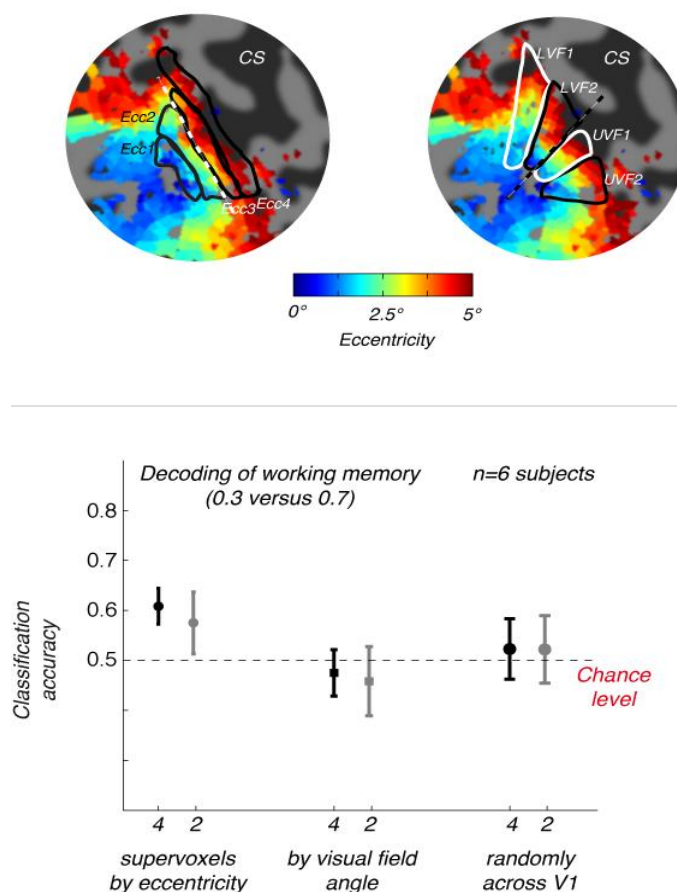 CS
LVF1
CS
LVF2
Ecc2
UVF1
Ecc1
UVF2
Ecc3 Ecc4
0° 2.5° 5°
Eccentricity
Decoding of working memory n=6 subjects
(0.3 versus 0.7)
0.8
0.7
0.6
0.5
Classification
accuracy
Chance
level
4 2 4 2 4 2
supervoxels by visual field randomly
by eccentricity angle across V1